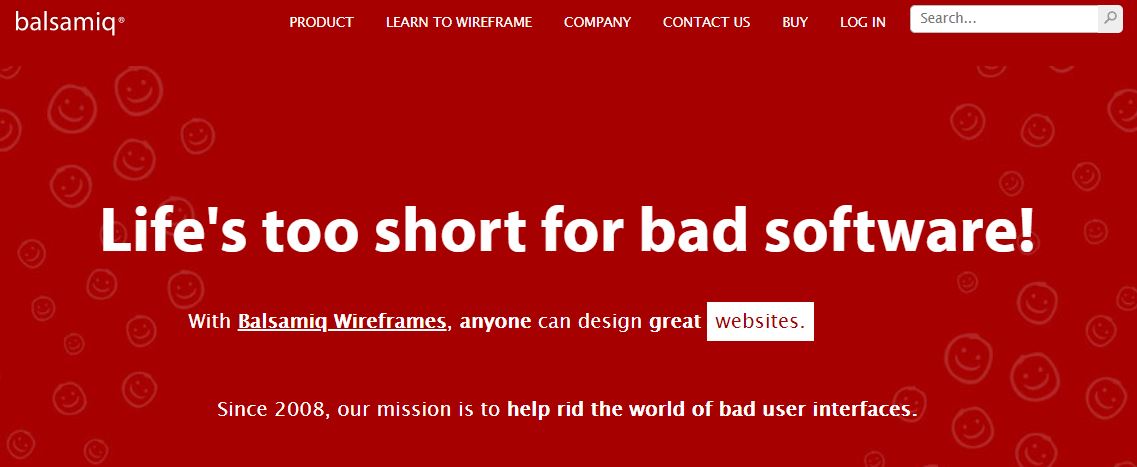 balsamiq®
PRODUCT LEARN TO WIREFRAME COMPANY CONTACT US BUY LOG IN Search...
Life's too short for bad software!
With Balsamiq Wireframes, anyone can design great websites.
Since 2008, our mission is to help rid the world of bad user interfaces.